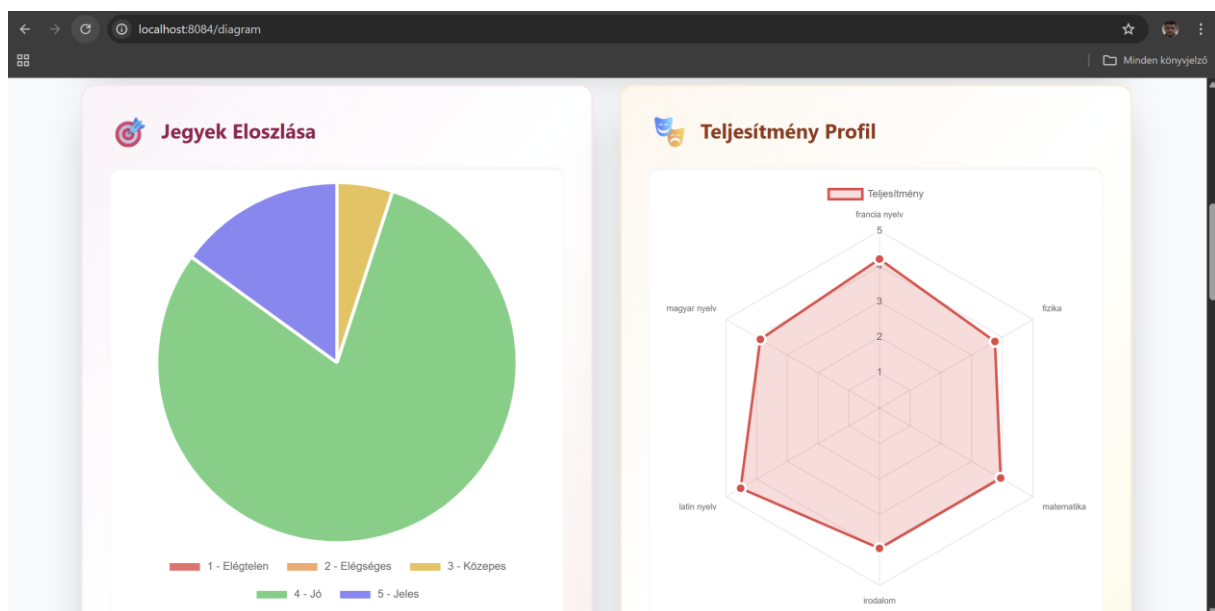 localhost:8084/diagram
Minden könyvjelző
Jegyek Eloszlása
1 - Elégtelen 2 - Elégséges 3 - Közepes
4 - Jó 5 - Jeles
Teljesítmény Profil
Teljesítmény
francia nyelv
5
4
3
2
1
magyar nyelv
fizika
latin nyelv
matematika
irodalom